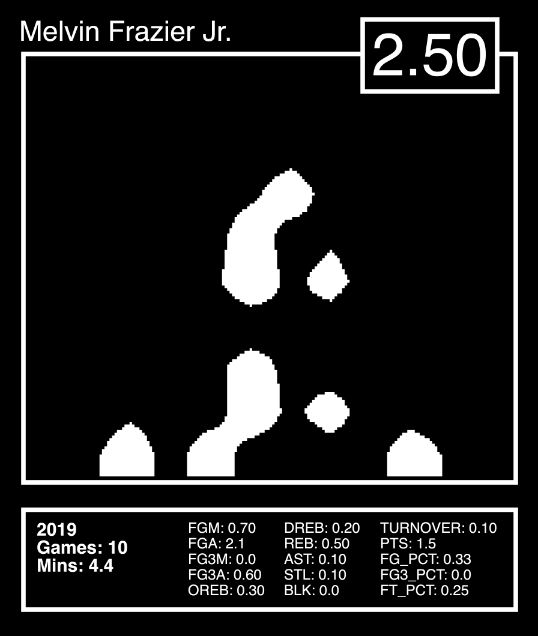 Melvin Frazier Jr.
2.50
2019
Games: 10
Mins: 4.4
FGM: 0.70
FGA: 2.1
FG3M: 0.0
FG3A: 0.60
OREB: 0.30
DREB: 0.20
REB: 0.50
AST: 0.10
STL: 0.10
BLK: 0.0
TURNOVER: 0.10
PTS: 1.5
FG_PCT: 0.33
FG3_PCT: 0.0
FT_PCT: 0.25